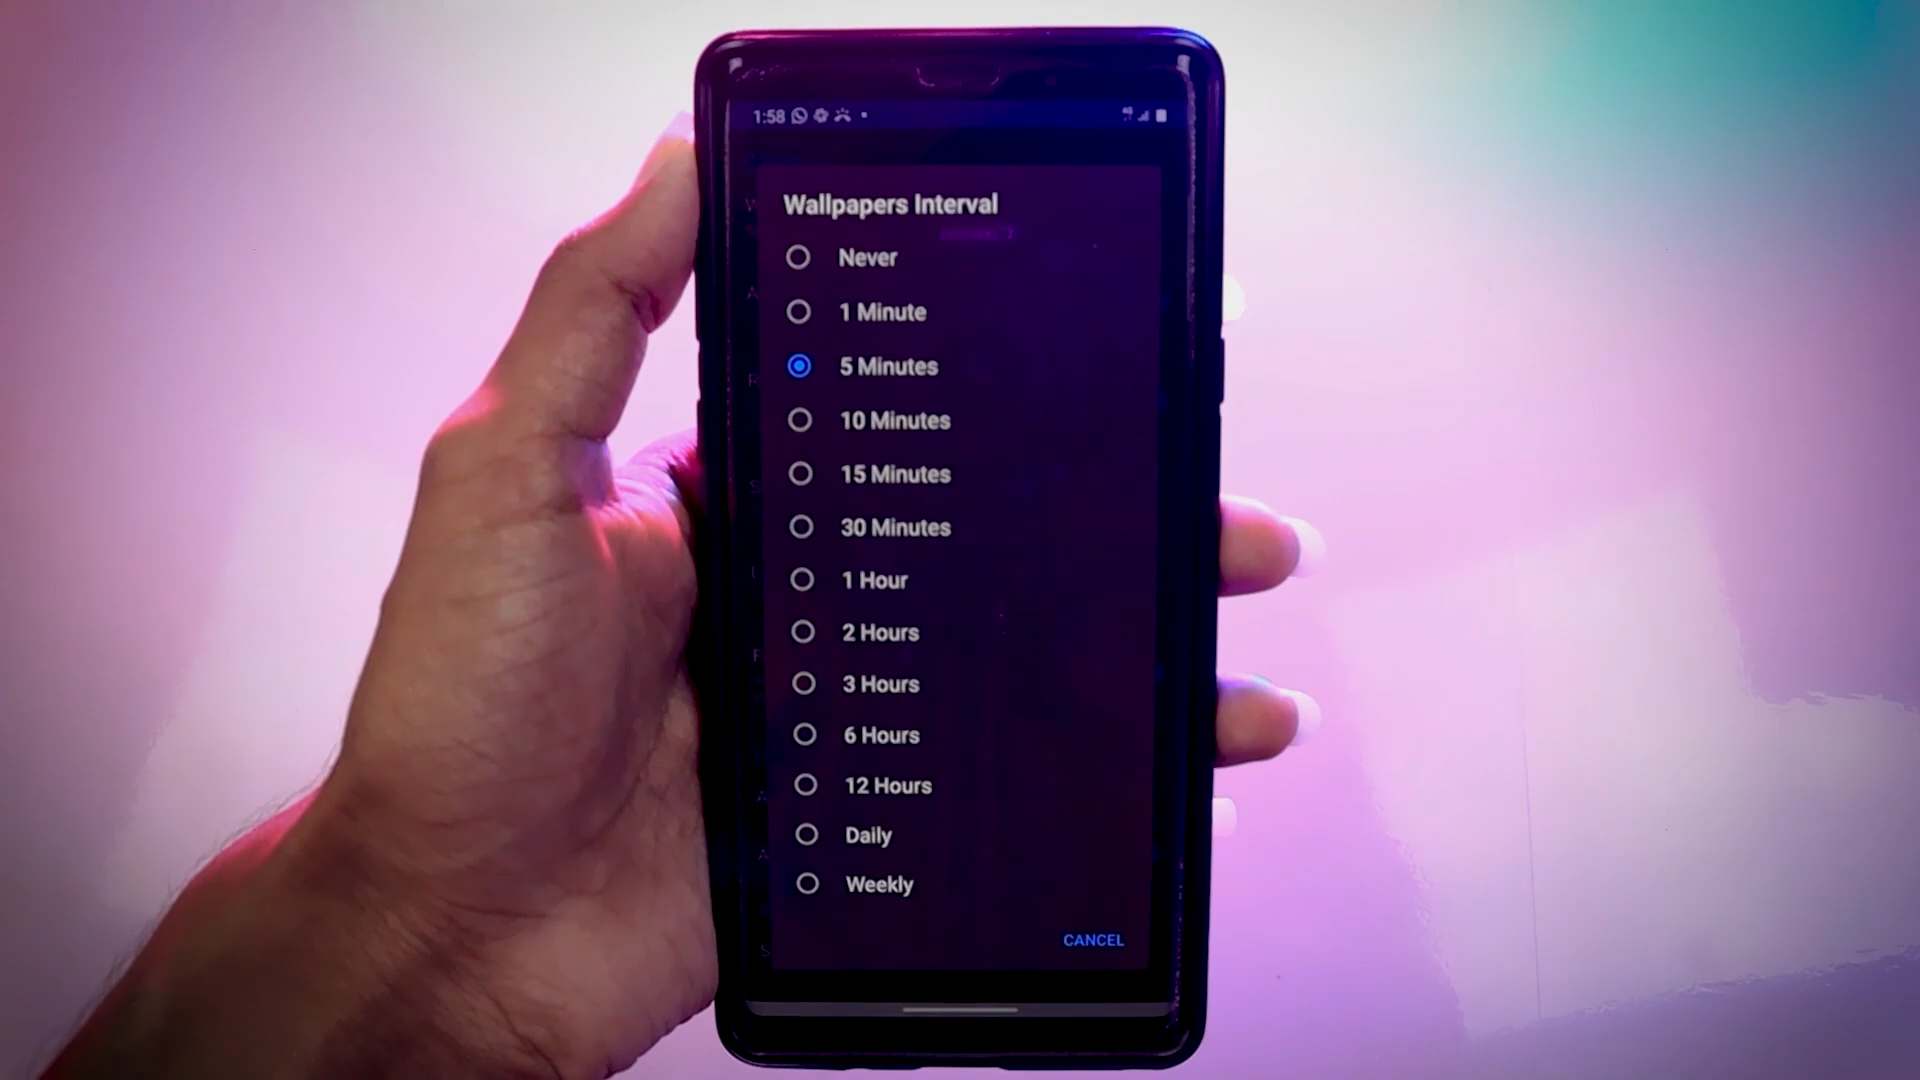 1:58
Wallpapers Interval
Never
1 Minute
5 Minutes
10 Minutes
15 Minutes
30 Minutes
1 Hour
2 Hours
3 Hours
6 Hours
12 Hours
Daily
Weekly
CANCEL